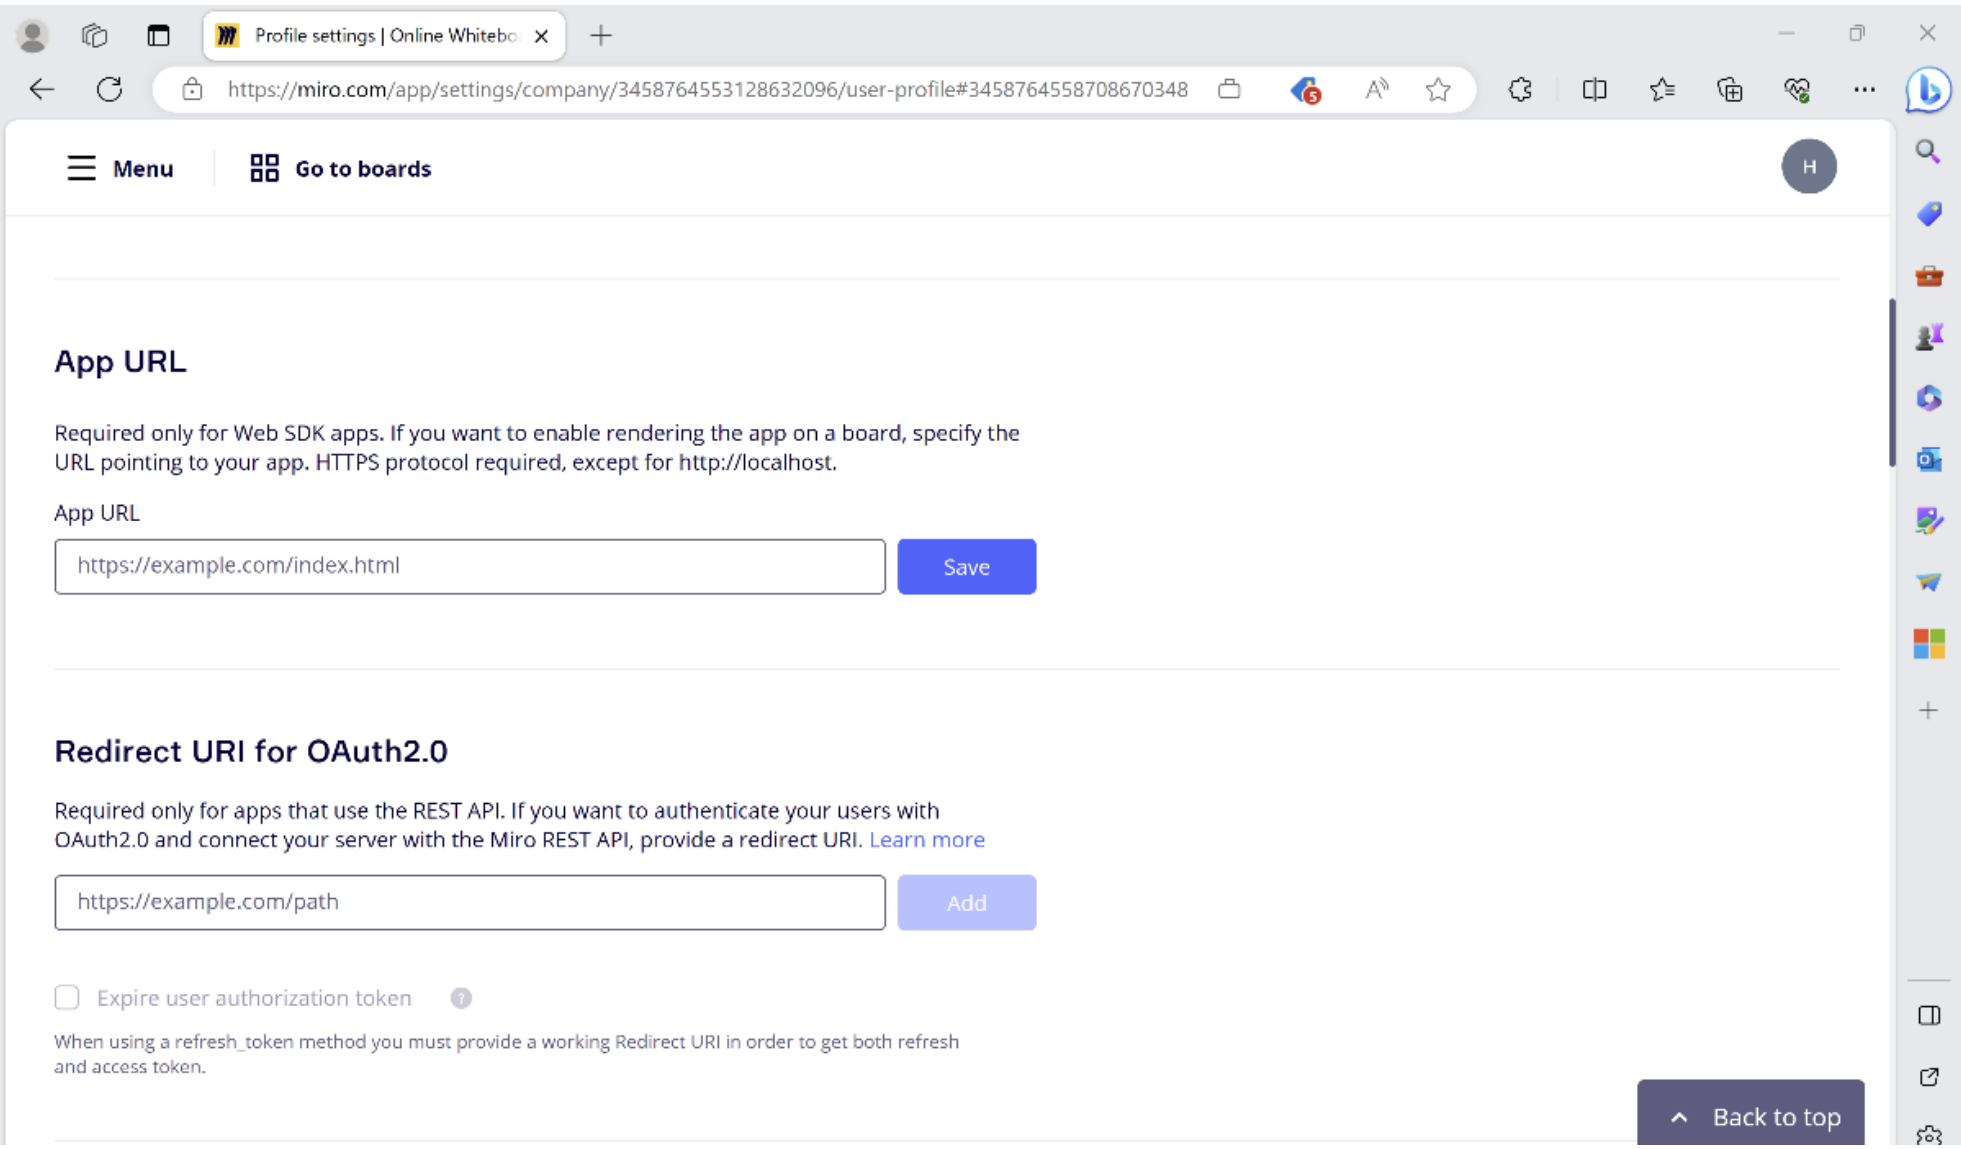 Profile settings | Online Whitebo
https://miro.com/app/settings/company/3458764553128632096/user-profile#3458764558708670348
5
A
Menu
Go to boards
H
App URL
Required only for Web SDK apps. If you want to enable rendering the app on a board, specify the
URL pointing to your app. HTTPS protocol required, except for http://localhost.
App URL
https://example.com/index.html
Save
Redirect URI for OAuth2.0
Required only for apps that use the REST API. If you want to authenticate your users with
OAuth2.0 and connect your server with the Miro REST API, provide a redirect URI. Learn more
https://example.com/path
Add
Expire user authorization token
?
When using a refresh_token method you must provide a working Redirect URI in order to get both refresh
and access token.
Back to top